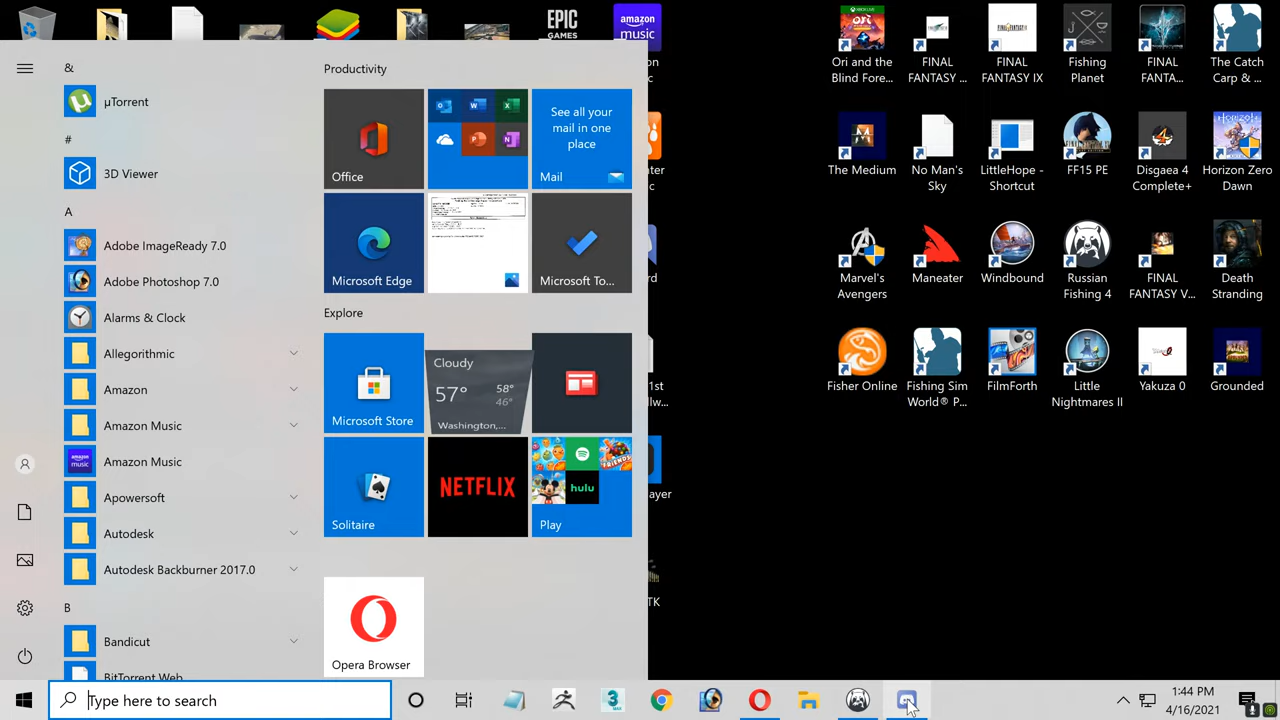 EPIC
GAMES
amazon
music
&
µTorrent
#
3D Viewer
A
Adobe ImageReady 7.0
Adobe Photoshop 7.0
Alarms & Clock
Allegorithmic
Amazon
Amazon Music
amazon
music
Amazon Music
Apowersoft
Autodesk
Autodesk Backburner 2017.0
B
Bandicut
BitTorrent Web
Productivity
Office
See all your
mail in one
place
Mail
Microsoft Edge
Microsoft To...
Explore
Microsoft Store
Cloudy
57°
58°
46°
Washington,...
Solitaire
NETFLIX
hulu
Play
Opera Browser
Ori and the
Blind Fore...
FINAL
FANTASY ...
FINAL
FANTASY IX
Fishing
Planet
FINAL
FANTA...
The Catch
Carp & ...
The Medium
No Man's
Sky
LittleHope -
Shortcut
FF15 PE
Disgaea 4
Complete+
Horizon Zero
Dawn
Marvel's
Avengers
Maneater
Windbound
Russian
Fishing 4
FINAL
FANTASY V...
Death
Stranding
Fisher Online
Fishing Sim
World® P...
FilmForth
Little
Nightmares II
Yakuza 0
Grounded
Type here to search
1:44 PM
4/16/2021